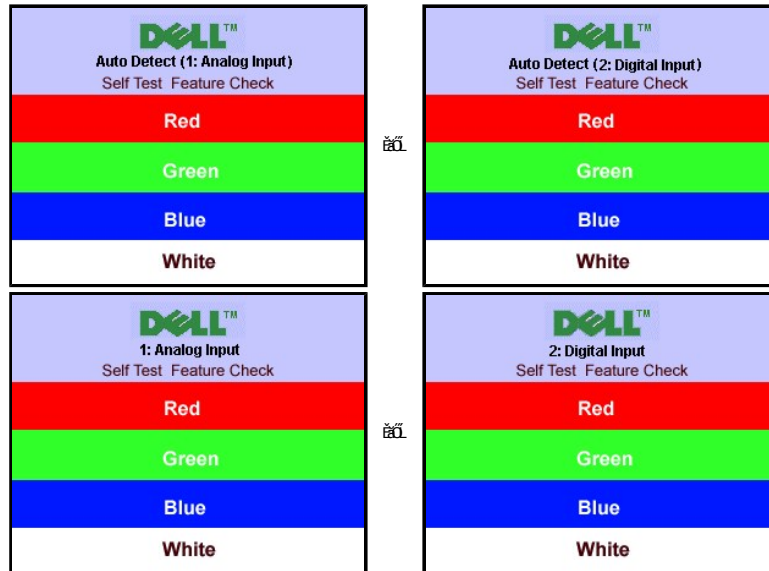 DELL™
Auto Detect (1: Analog Input)
Self Test Feature Check
Red
Green
Blue
White
DELL™
Auto Detect (2: Digital Input)
Self Test Feature Check
Red
Green
Blue
White
DELL™
1: Analog Input
Self Test Feature Check
Red
Green
Blue
White
DELL™
2: Digital Input
Self Test Feature Check
Red
Green
Blue
White